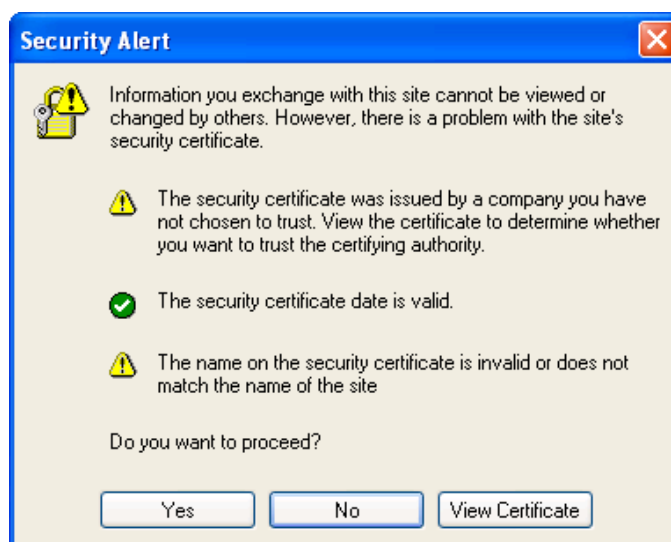 Security Alert
Information you exchange with this site cannot be viewed or
changed by others. However, there is a problem with the site's
security certificate.
The security certificate was issued by a company you have
not chosen to trust. View the certificate to determine whether
you want to trust the certifying authority.
The security certificate date is valid.
The name on the security certificate is invalid or does not
match the name of the site
Do you want to proceed?
Yes
No
View Certificate